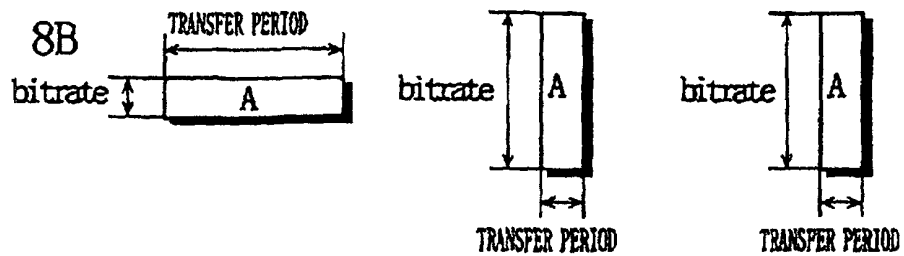 8B
TRANSFER PERIOD
bitrate
A
bitrate
A
TRANSFER PERIOD
bitrate
A
TRANSFER PERIOD